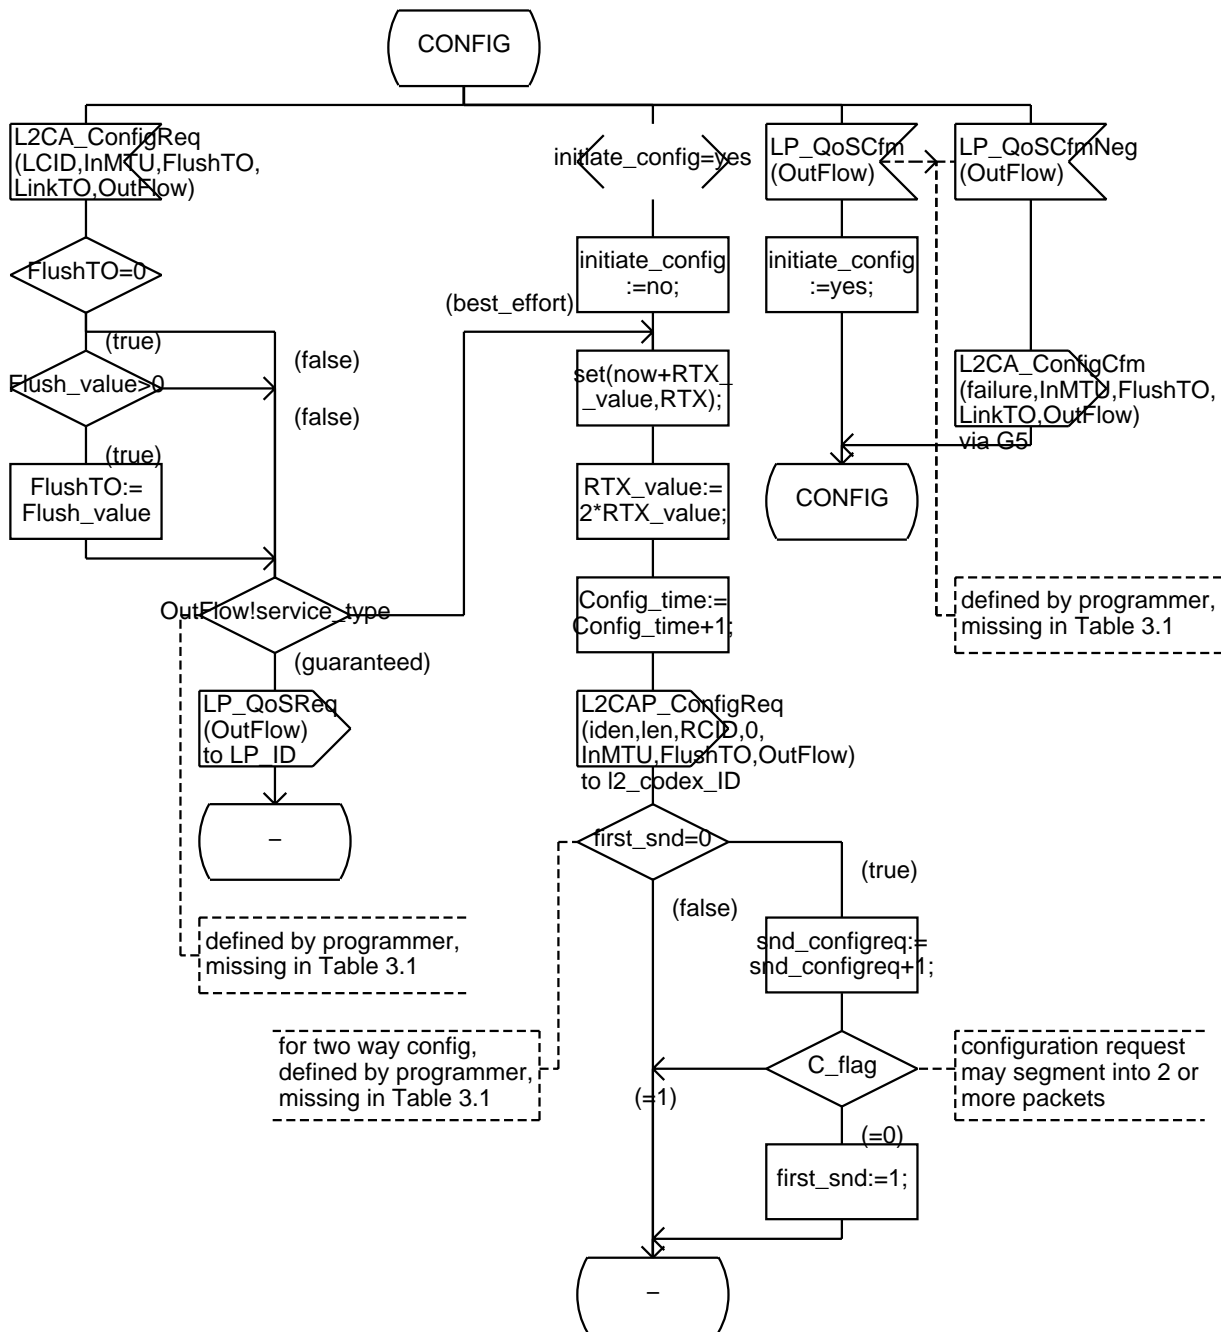 CONFIG
L2CA_ConfigReq
(LCID,InMTU,FlushTO,
LinkTO,OutFlow)
initiate_config=yes
LP_QoSCfm
(OutFlow)
LP_QoSCfmNeg
(OutFlow)
FlushTO=0
initiate_config
:=no;
initiate_config
:=yes;
(best_effort)
(true)
(false)
Flush_value>0
(false)
set(now+RTX_
_value,RTX);
L2CA_ConfigCfm
(failure,InMTU,FlushTO,
LinkTO,OutFlow)
via G5
(true)
FlushTO:=
Flush_value
RTX_value:=
2*RTX_value;
CONFIG
OutFlow!service_type
Config_time:=
Config_time+1;
defined by programmer,
missing in Table 3.1
(guaranteed)
LP_QoSReq
(OutFlow)
to LP_ID
L2CAP_ConfigReq
(iden,len,RCID,0,
InMTU,FlushTO,OutFlow)
to l2_codex_ID
–
first_snd=0
(true)
(false)
defined by programmer,
missing in Table 3.1
snd_configreq:=
snd_configreq+1;
for two way config,
defined by programmer,
missing in Table 3.1
C_flag
configuration request
may segment into 2 or
more packets
(=1)
(=0)
first_snd:=1;
–